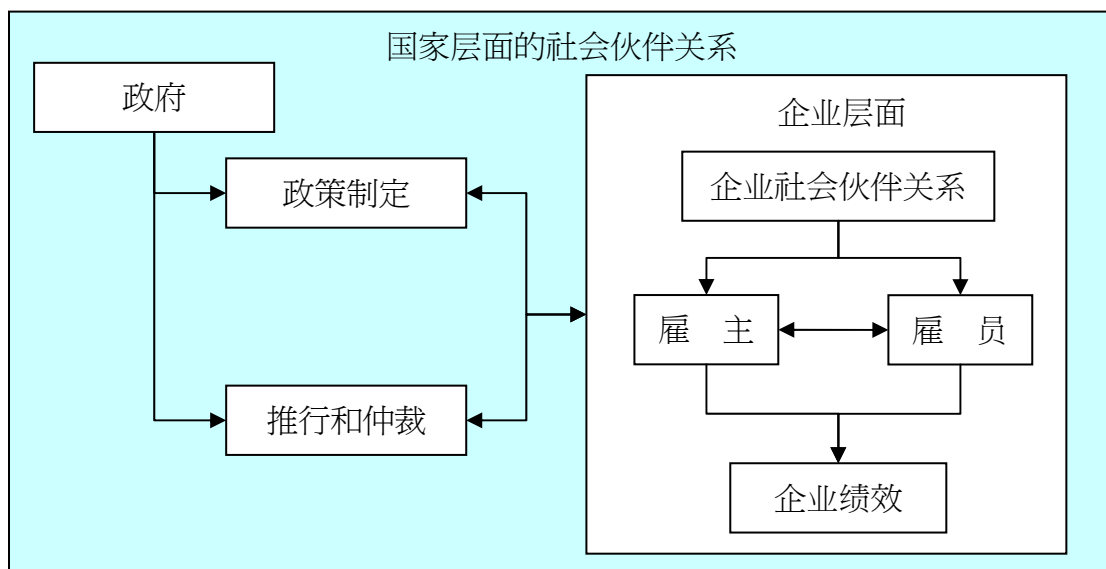 国家层面的社会伙伴关系
政府
政策制定
推行和仲裁
企业层面
企业社会伙伴关系
雇 主
雇 员
企业绩效